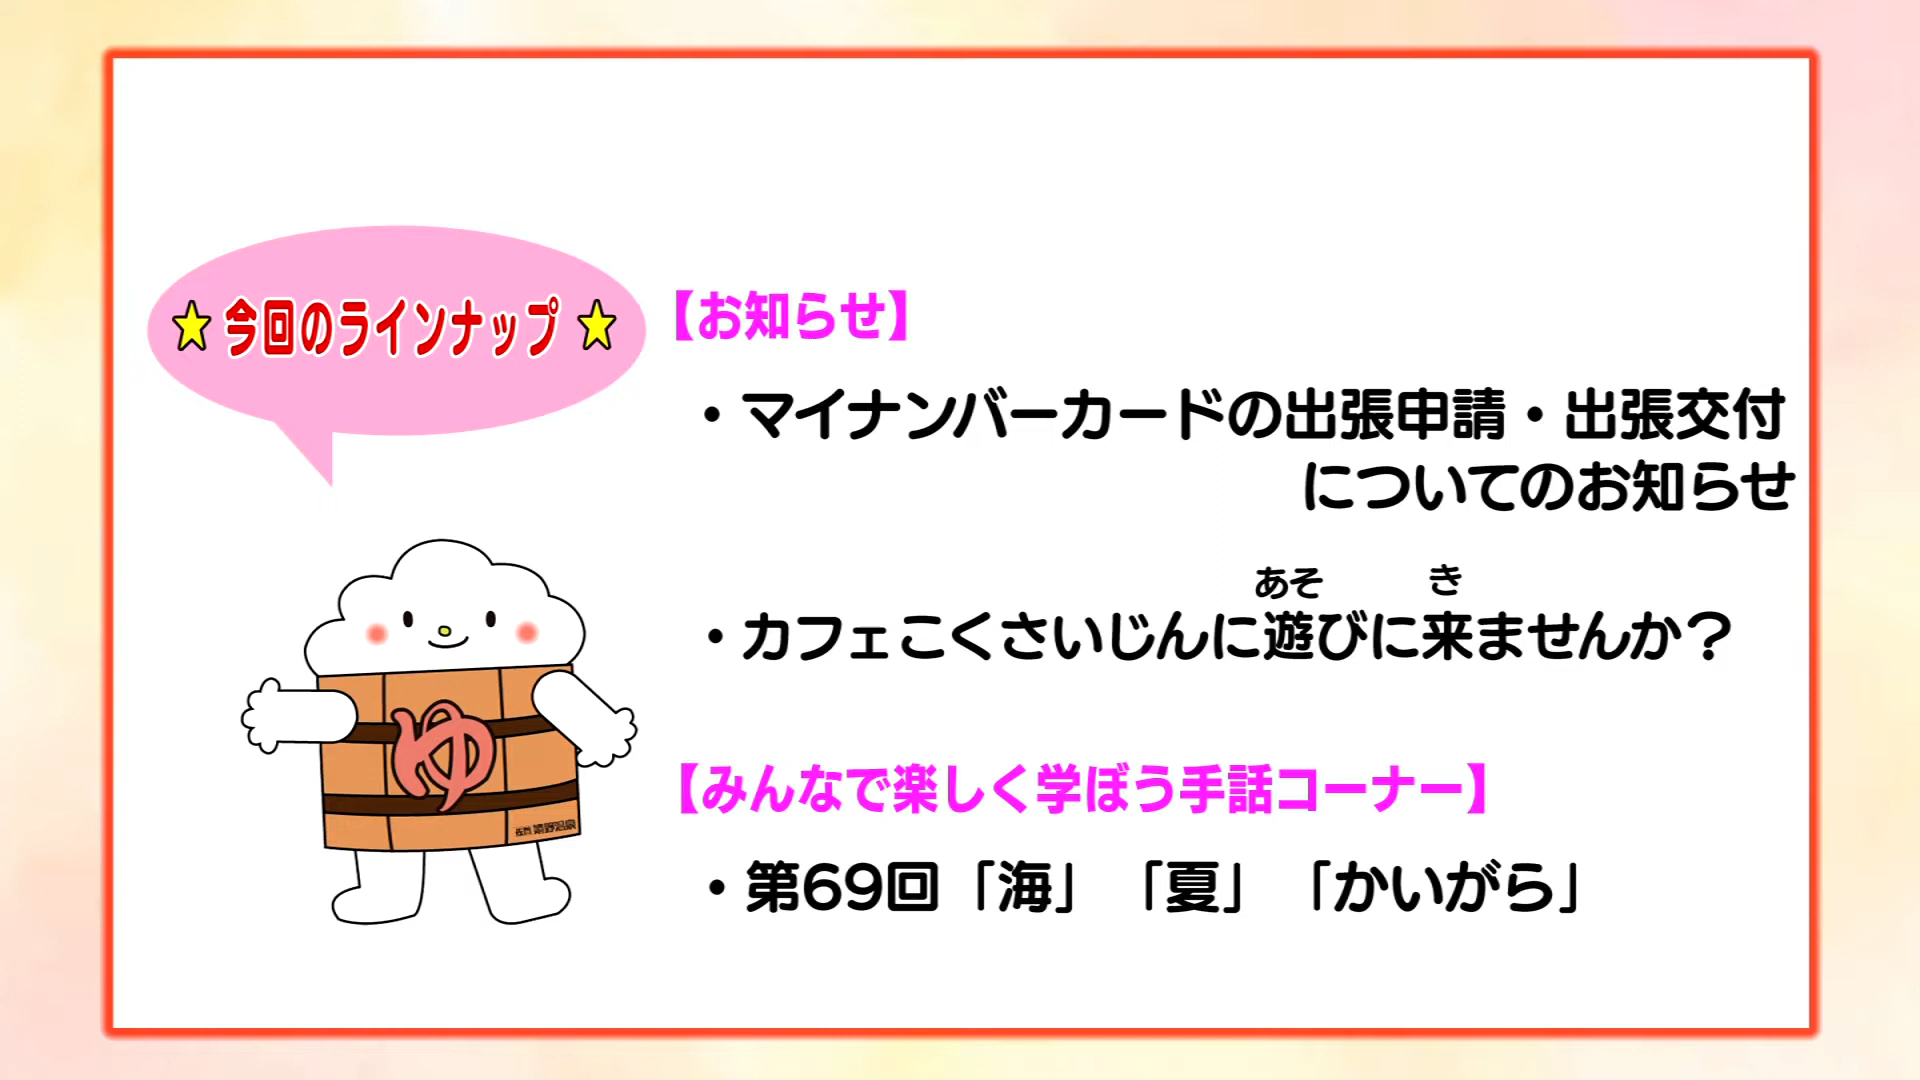 ★今回のラインナップ★
【お知らせ】
・マイナンバーカードの出張申請・出張交付
についてのお知らせ
あそ き
・カフェこくさいじんに遊びに来ませんか？
【みんなで楽しく学ぼう手話コーナー】
・第69回「海」「夏」「かいがら」
ゆ
嬉野温泉